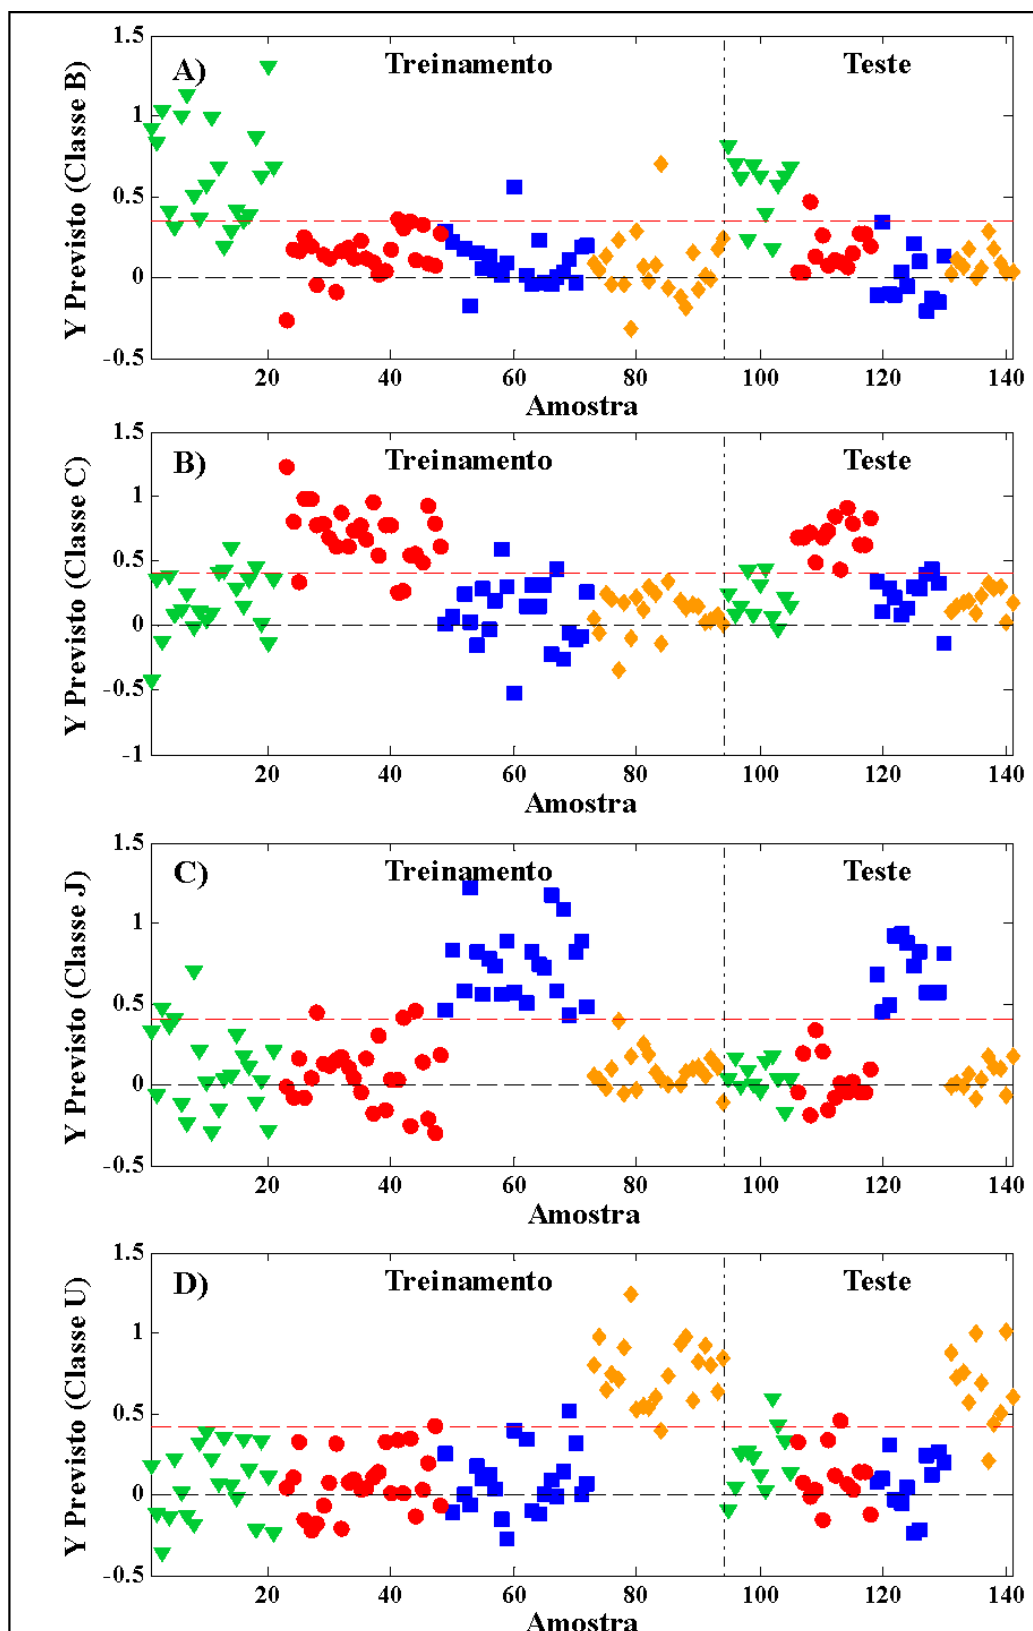 A) Treinamento Teste
Y Previsto (Classe B)
1.5
1
0.5
0
-0.5
20 40 60 80 100 120 140
Amostra
B) Treinamento Teste
Y Previsto (Classe C)
1.5
1
0.5
0
-0.5
-1
20 40 60 80 100 120 140
Amostra
C) Treinamento Teste
Y Previsto (Classe J)
1.5
1
0.5
0
-0.5
20 40 60 80 100 120 140
Amostra
D) Treinamento Teste
Y Previsto (Classe U)
1.5
1
0.5
0
-0.5
20 40 60 80 100 120 140
Amostra